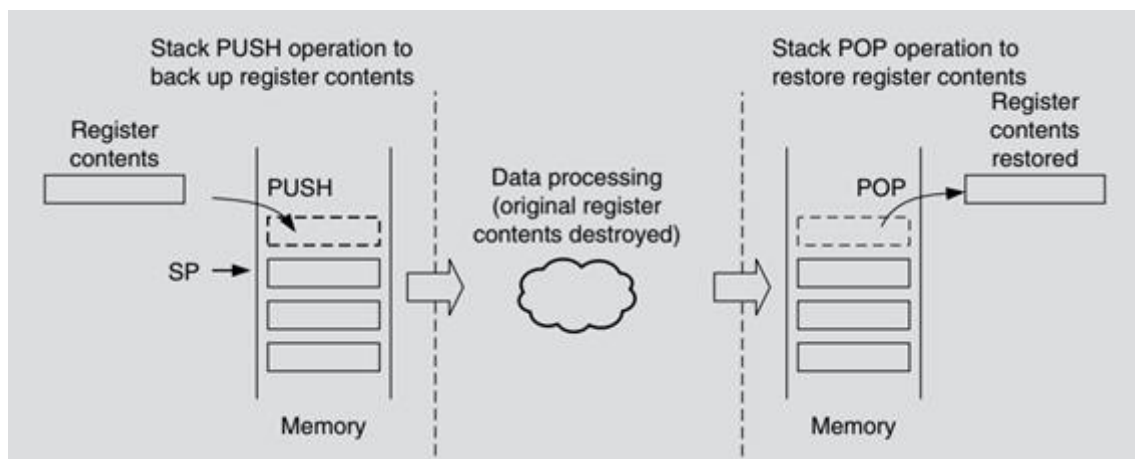 Stack PUSH operation to
back up register contents
Register
contents
PUSH
SP
Memory
Data processing
(original register
contents destroyed)
Stack POP operation to
restore register contents
Register
contents
restored
POP
Memory